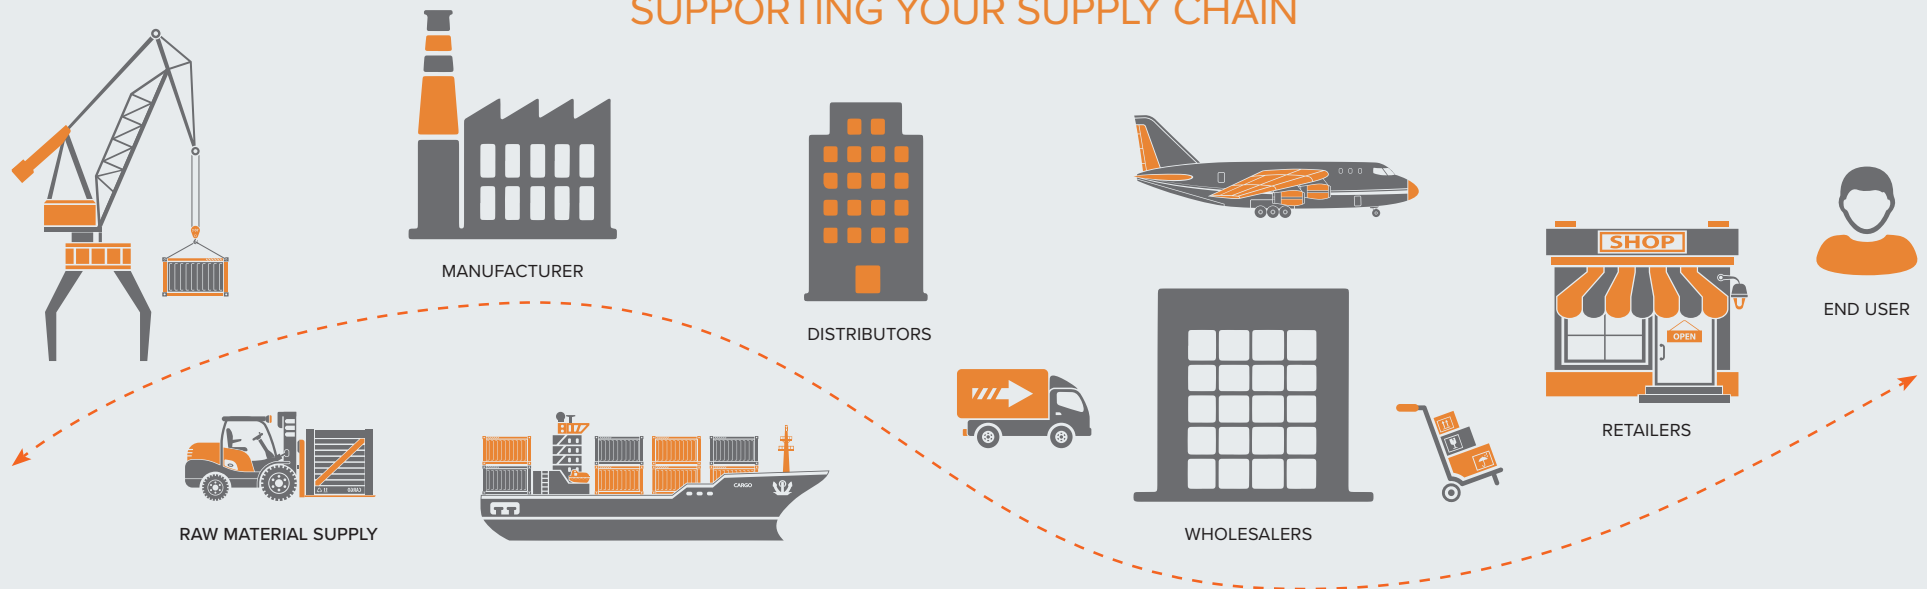 SUPPORTING YOUR SUPPLY CHAIN
MANUFACTURER
DISTRIBUTORS
SHOP
OPEN
END USER
RETAILERS
CARGO
RAW MATERIAL SUPPLY
WHOLESALERS